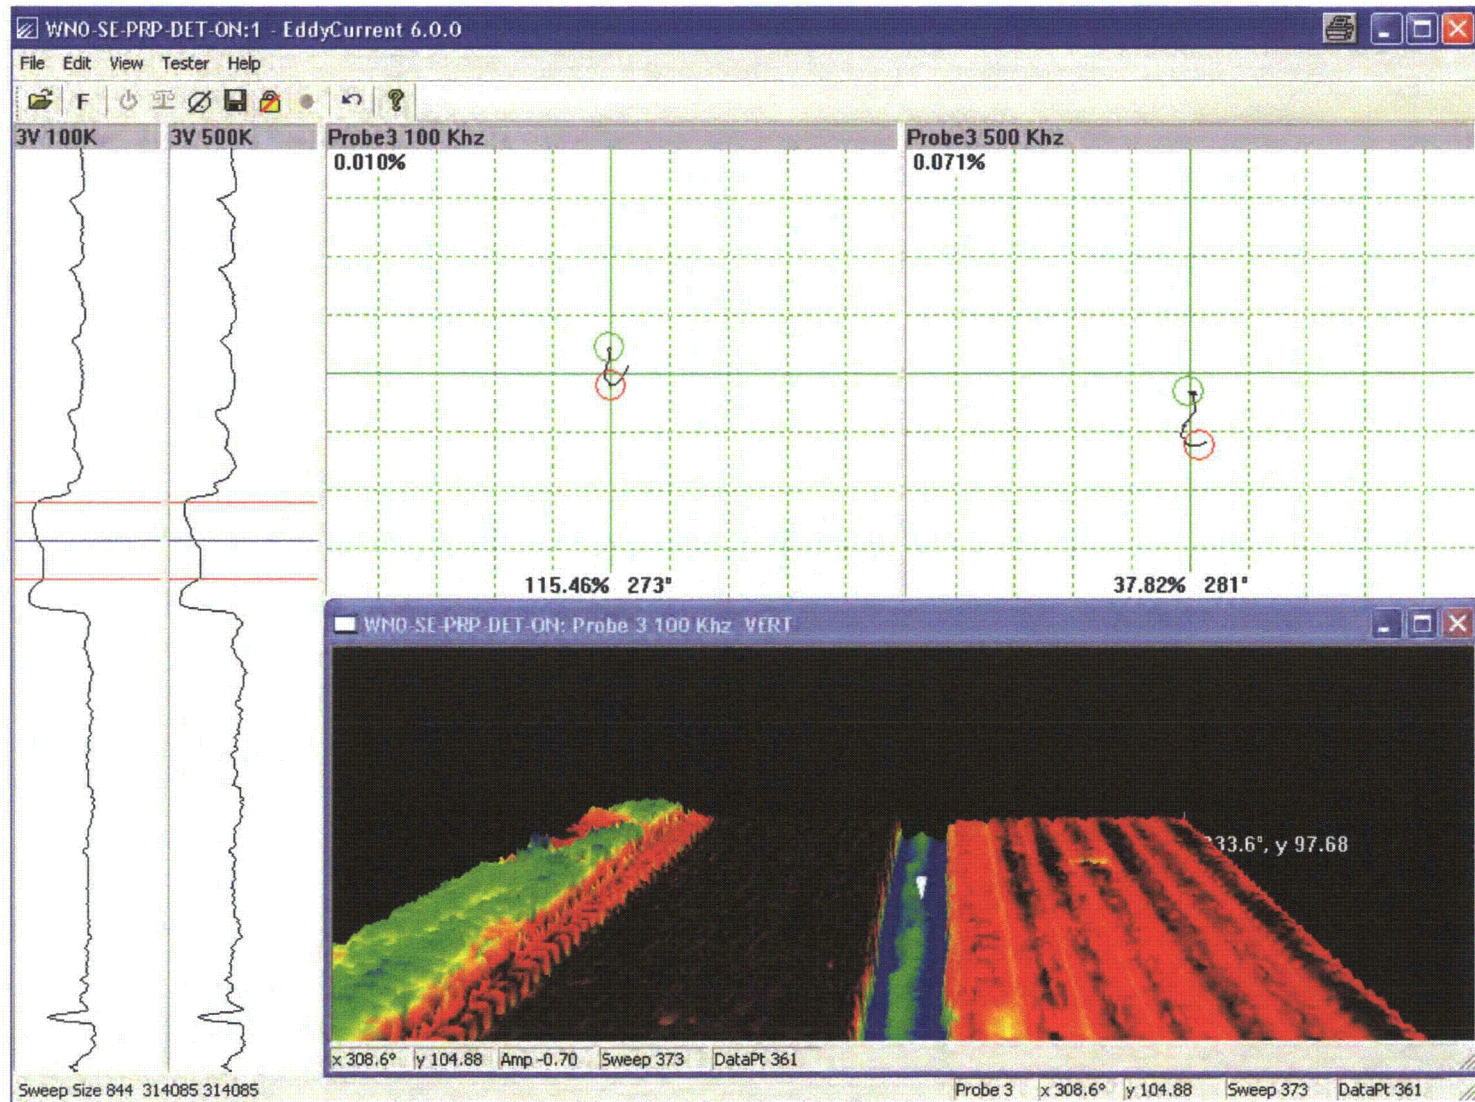 WN0-SE-PRP-DET-ON:1 - EddyCurrent 6.0.0
File Edit View Tester Help
F
3V 100K
3V 500K
Probe3 100 Khz
0.010%
Probe3 500 Khz
0.071%
115.46% 273°
37.82% 281°
WN0-SE-PRP-DET-ON: Probe 3 100 Khz VERT
33.6°, y 97.68
x 308.6° y 104.88 Amp -0.70 Sweep 373 DataPt 361
Sweep Size 844 314085 314085
Probe 3 x 308.6° y 104.88 Sweep 373 DataPt 361